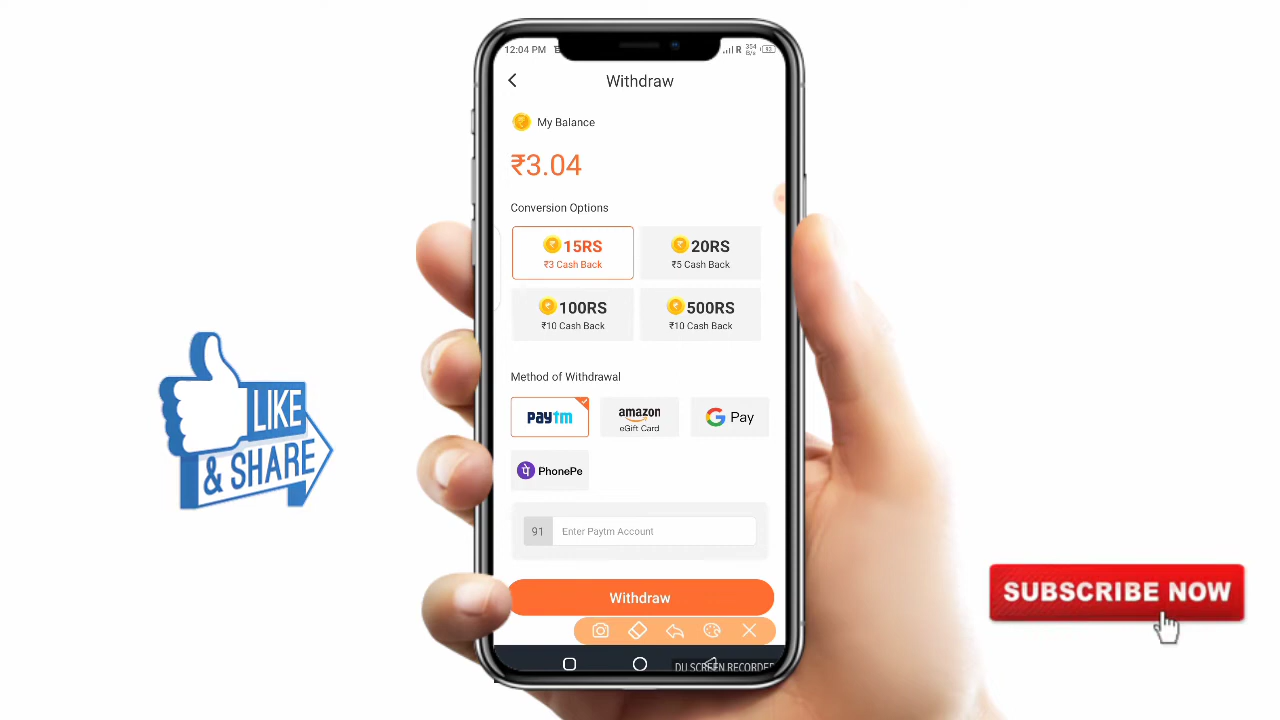 12:04 PM
R 354 B/s 93
Withdraw
My Balance
₹3.04
Conversion Options
15RS
₹3 Cash Back
20RS
₹5 Cash Back
100RS
₹10 Cash Back
500RS
₹10 Cash Back
Method of Withdrawal
paytm
amazon
eGift Card
G Pay
पे PhonePe
91 Enter Paytm Account
Withdraw
DU SCREEN RECORDER
LIKE
& SHARE
SUBSCRIBE NOW